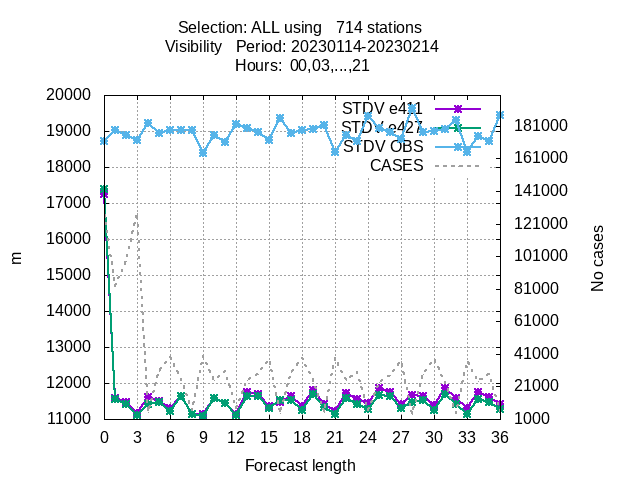 Selection: ALL using   714 stations
Visibility   Period: 20230114-20230214
Hours:  00,03,...,21
STDV e411
STDV e427
STDV OBS
CASES
m
20000
19000
18000
17000
16000
15000
14000
13000
12000
11000
181000
161000
141000
121000
101000
81000
61000
41000
21000
1000
No cases
0 3 6 9 12 15 18 21 24 27 30 33 36
Forecast length